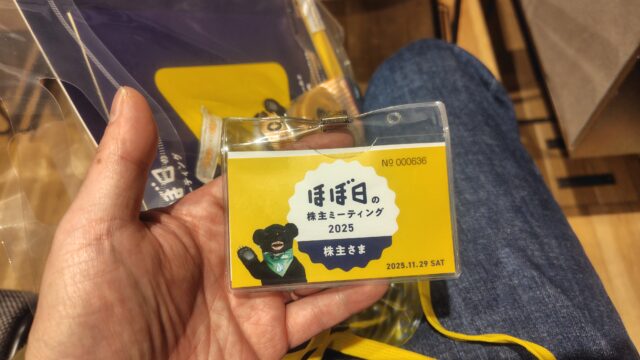 № 000636
ほぼ日の
株主ミーティング
2025
株主さま
2025.11.29 SAT